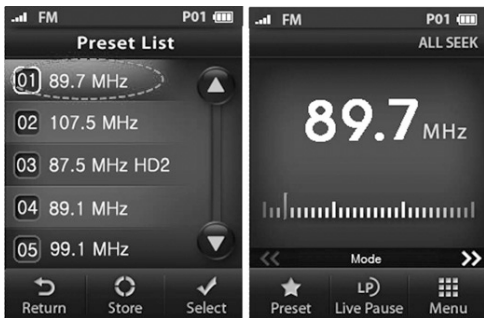 FM P01
Preset List
01 89.7 MHz
02 107.5 MHz
03 87.5 MHz HD2
04 89.1 MHz
05 99.1 MHz
Return Store Select
FM P01
ALL SEEK
89.7 MHz
Mode
LP
Preset Live Pause Menu